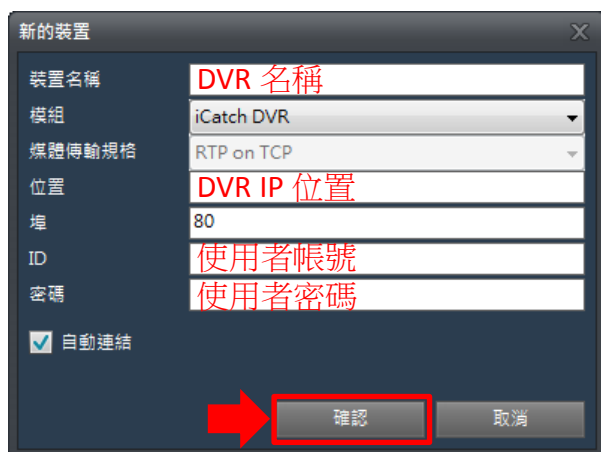 新的裝置
裝置名稱 DVR 名稱
模組 iCatch DVR
媒體傳輸規格 RTP on TCP
位置 DVR IP 位置
埠 80
ID 使用者帳號
密碼 使用者密碼
自動連結
確認 取消